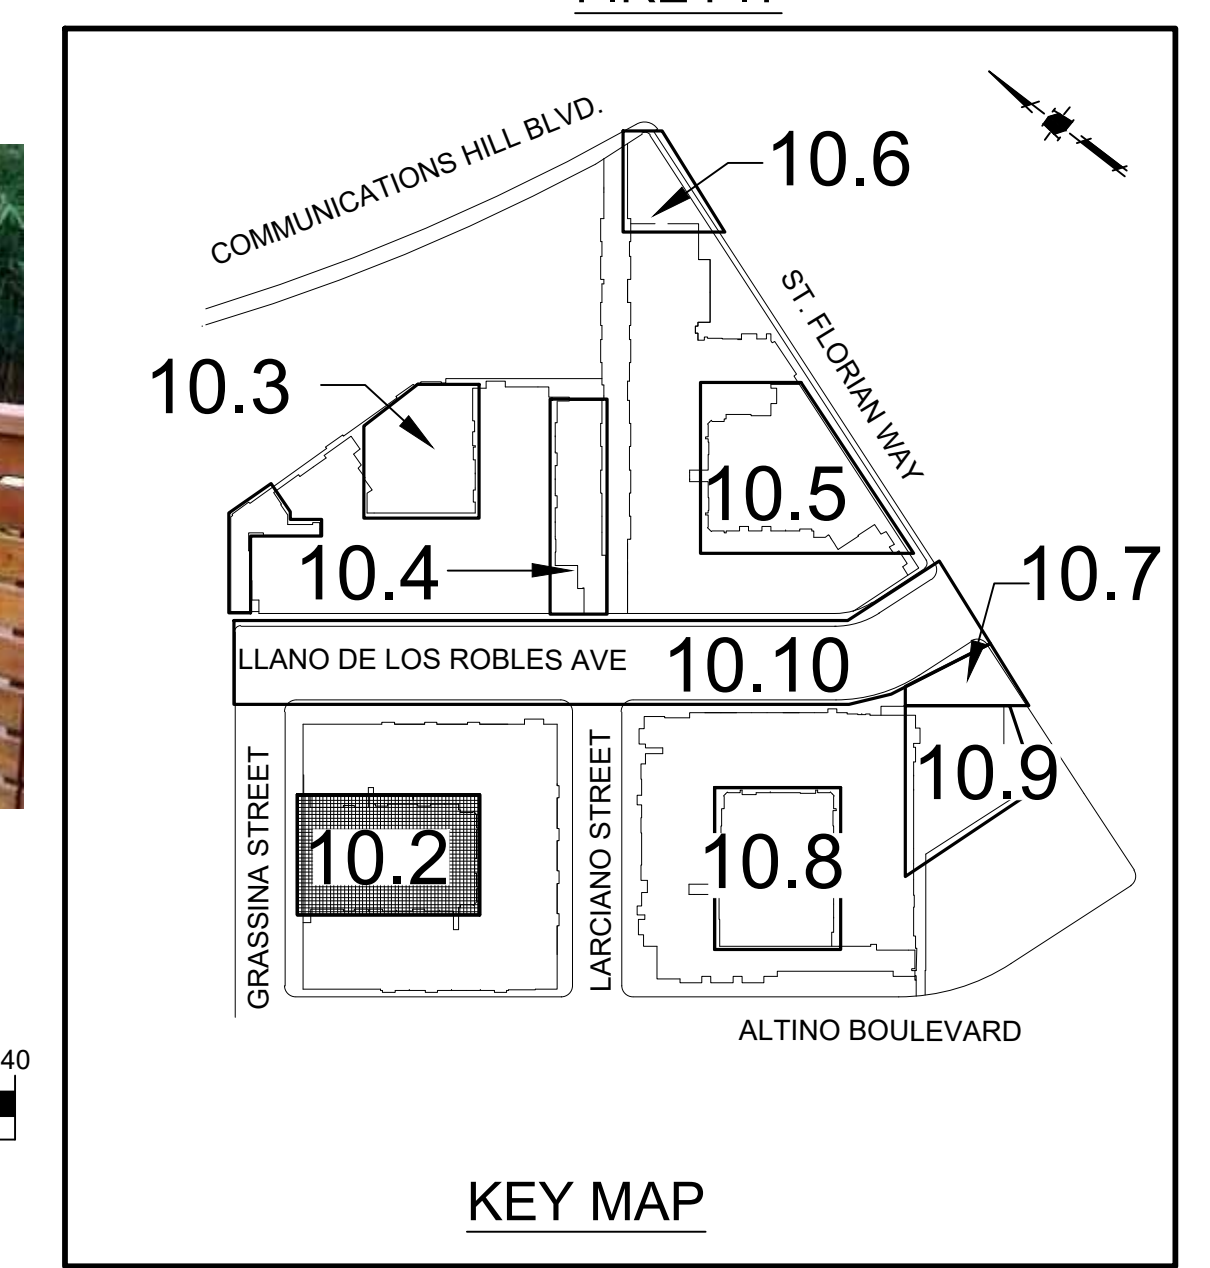 COMMUNICATIONS HILL BLVD.
10.6
ST. FLORIAN WAY
10.3
10.5
10.4
10.7
LLANO DE LOS ROBLES AVE
10.10
10.9
GRASSINA STREET
10.2
LARCIANO STREET
10.8
ALTINO BOULEVARD
40
KEY MAP